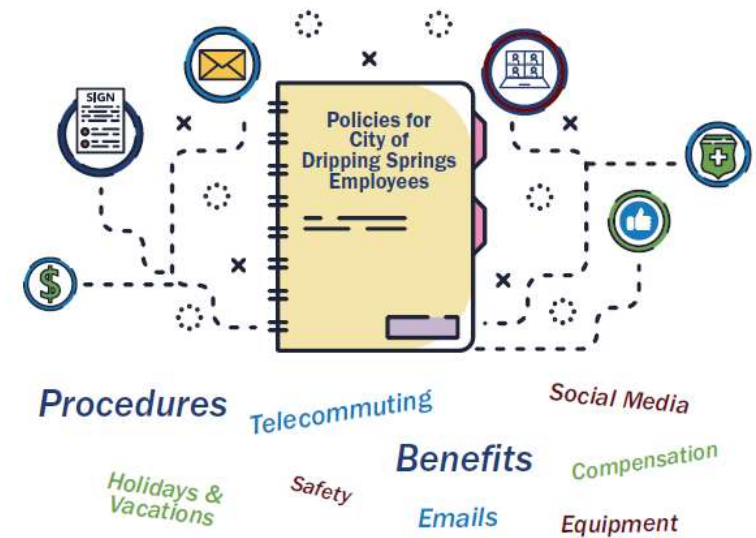 SIGN
Policies for
City of
Dripping Springs
Employees
$
Procedures
Telecommuting
Social Media
Benefits
Compensation
Holidays &
Vacations
Safety
Emails
Equipment